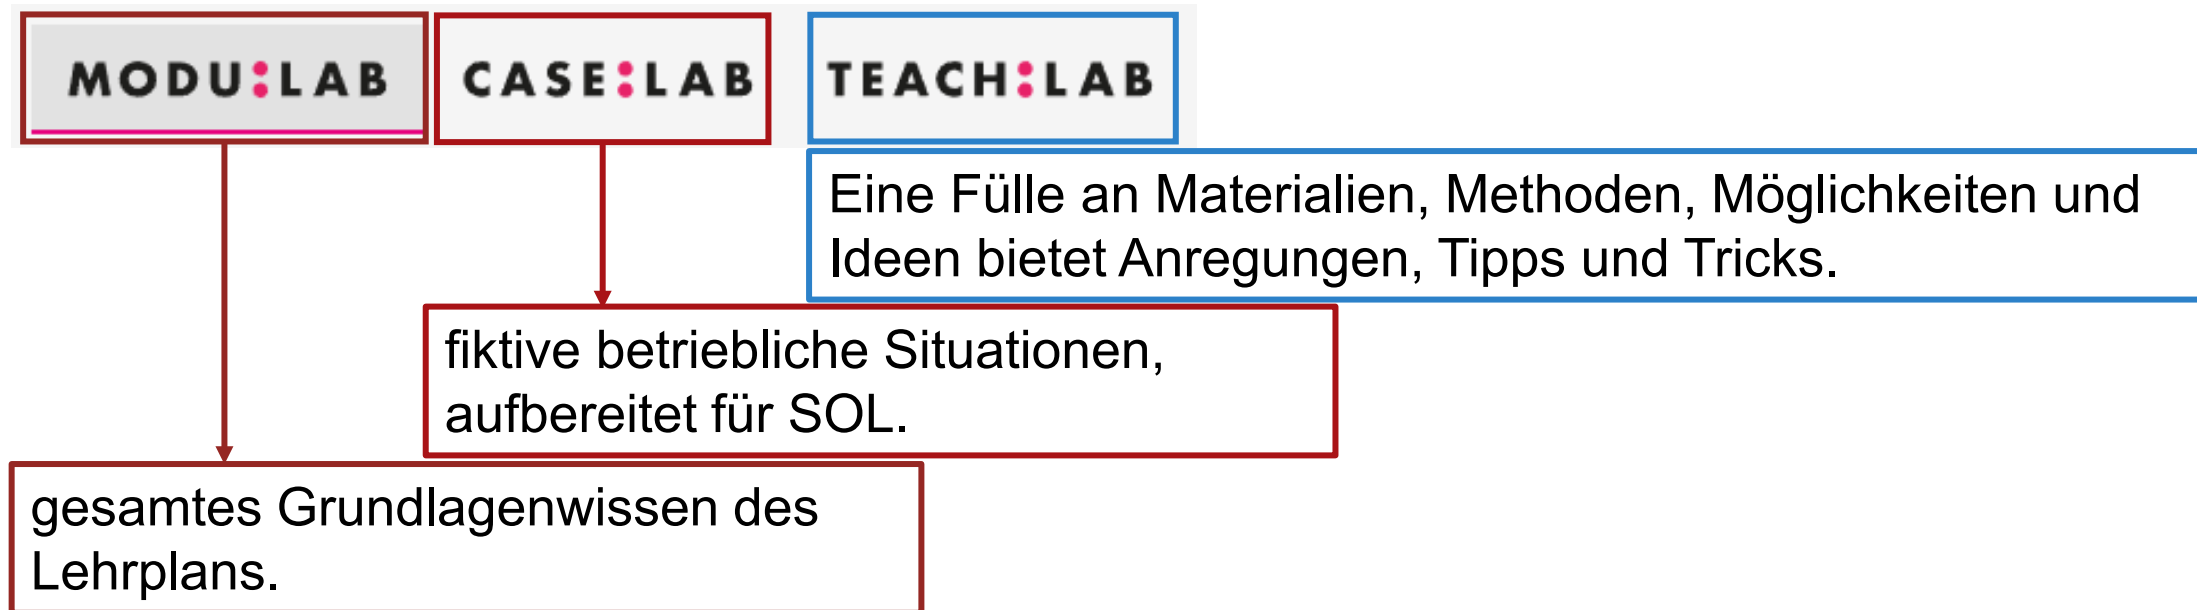 MODU:LAB CASE:LAB TEACH:LAB
Eine Fülle an Materialien, Methoden, Möglichkeiten und
Ideen bietet Anregungen, Tipps und Tricks.
fiktive betriebliche Situationen,
aufbereitet für SOL.
gesamtes Grundlagenwissen des
Lehrplans.